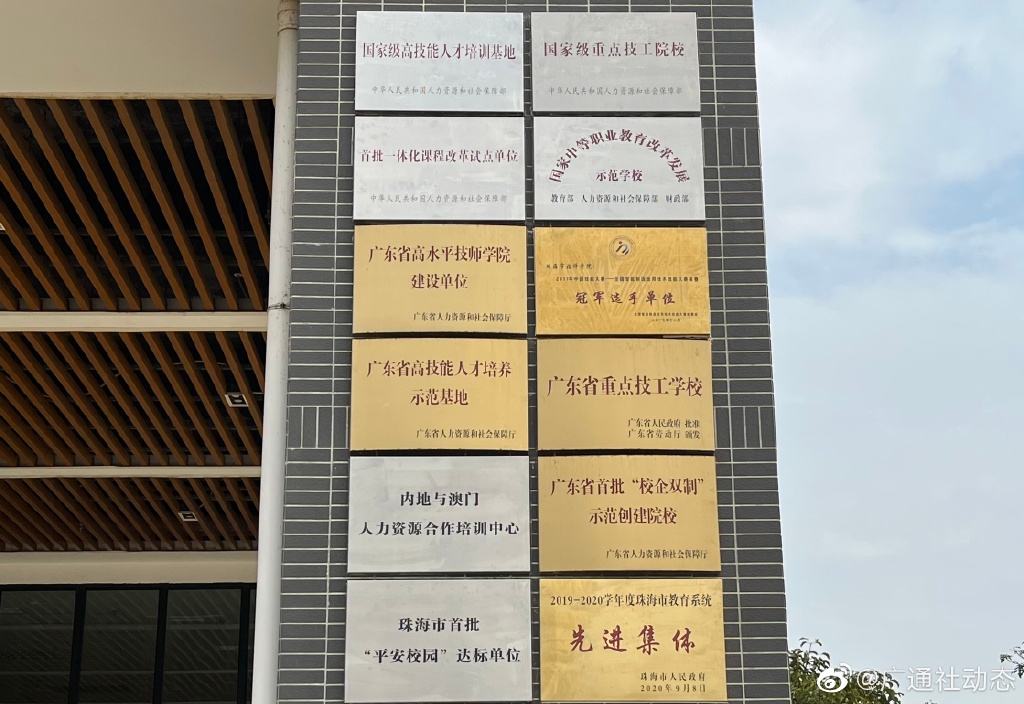 国家级高技能人才培训基地
中华人民共和国人力资源和社会保障部
国家级重点技工院校
中华人民共和国人力资源和社会保障部
首批一体化课程改革试点单位
中华人民共和国人力资源和社会保障部
国家中等职业教育改革发展
示范学校
教育部 人力资源和社会保障部 财政部
广东省高水平技师学院
建设单位
广东省人力资源和社会保障厅
珠海市技师学院:
冠军选手单位
广东省高技能人才培养
示范基地
广东省人力资源和社会保障厅
广东省重点技工学校
广东省人民政府 批准
广东省劳动厅 颁发
内地与澳门
人力资源合作培训中心
广东省首批“校企双制”
示范创建院校
广东省人力资源和社会保障厅
珠海市首批
“平安校园”达标单位
2019-2020学年度珠海市教育系统
先进集体
珠海市人民政府
2020年9月8日
@广通社动态